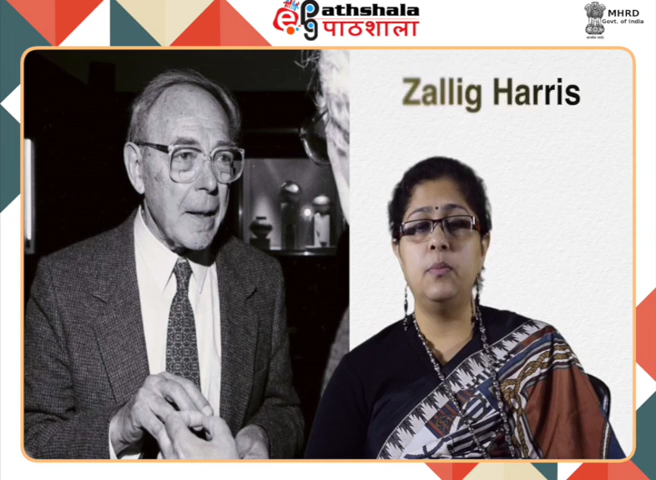 ePathshala
पाठशाला
MHRD
Govt. of India
Zallig Harris